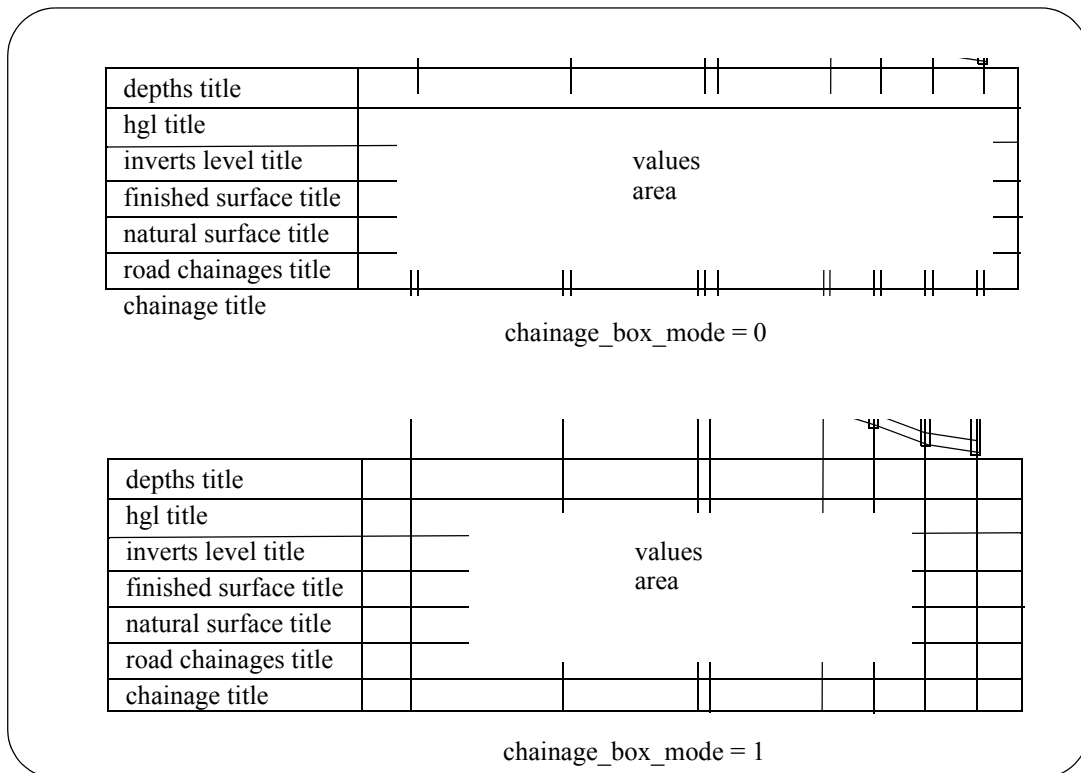 depths title
hgl title
inverts level title
finished surface title
natural surface title
road chainages title
chainage title
values
area
chainage_box_mode = 0
depths title
hgl title
inverts level title
finished surface title
natural surface title
road chainages title
chainage title
values
area
chainage_box_mode = 1